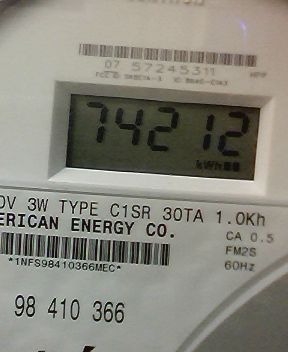 07 57245311
74212
kWh
0V 3W TYPE C1SR 30TA 1.0Kh
ERICAN ENERGY CO.
CA 0.5
FM2S
60Hz
*1NFS98410366MEC*
98 410 366